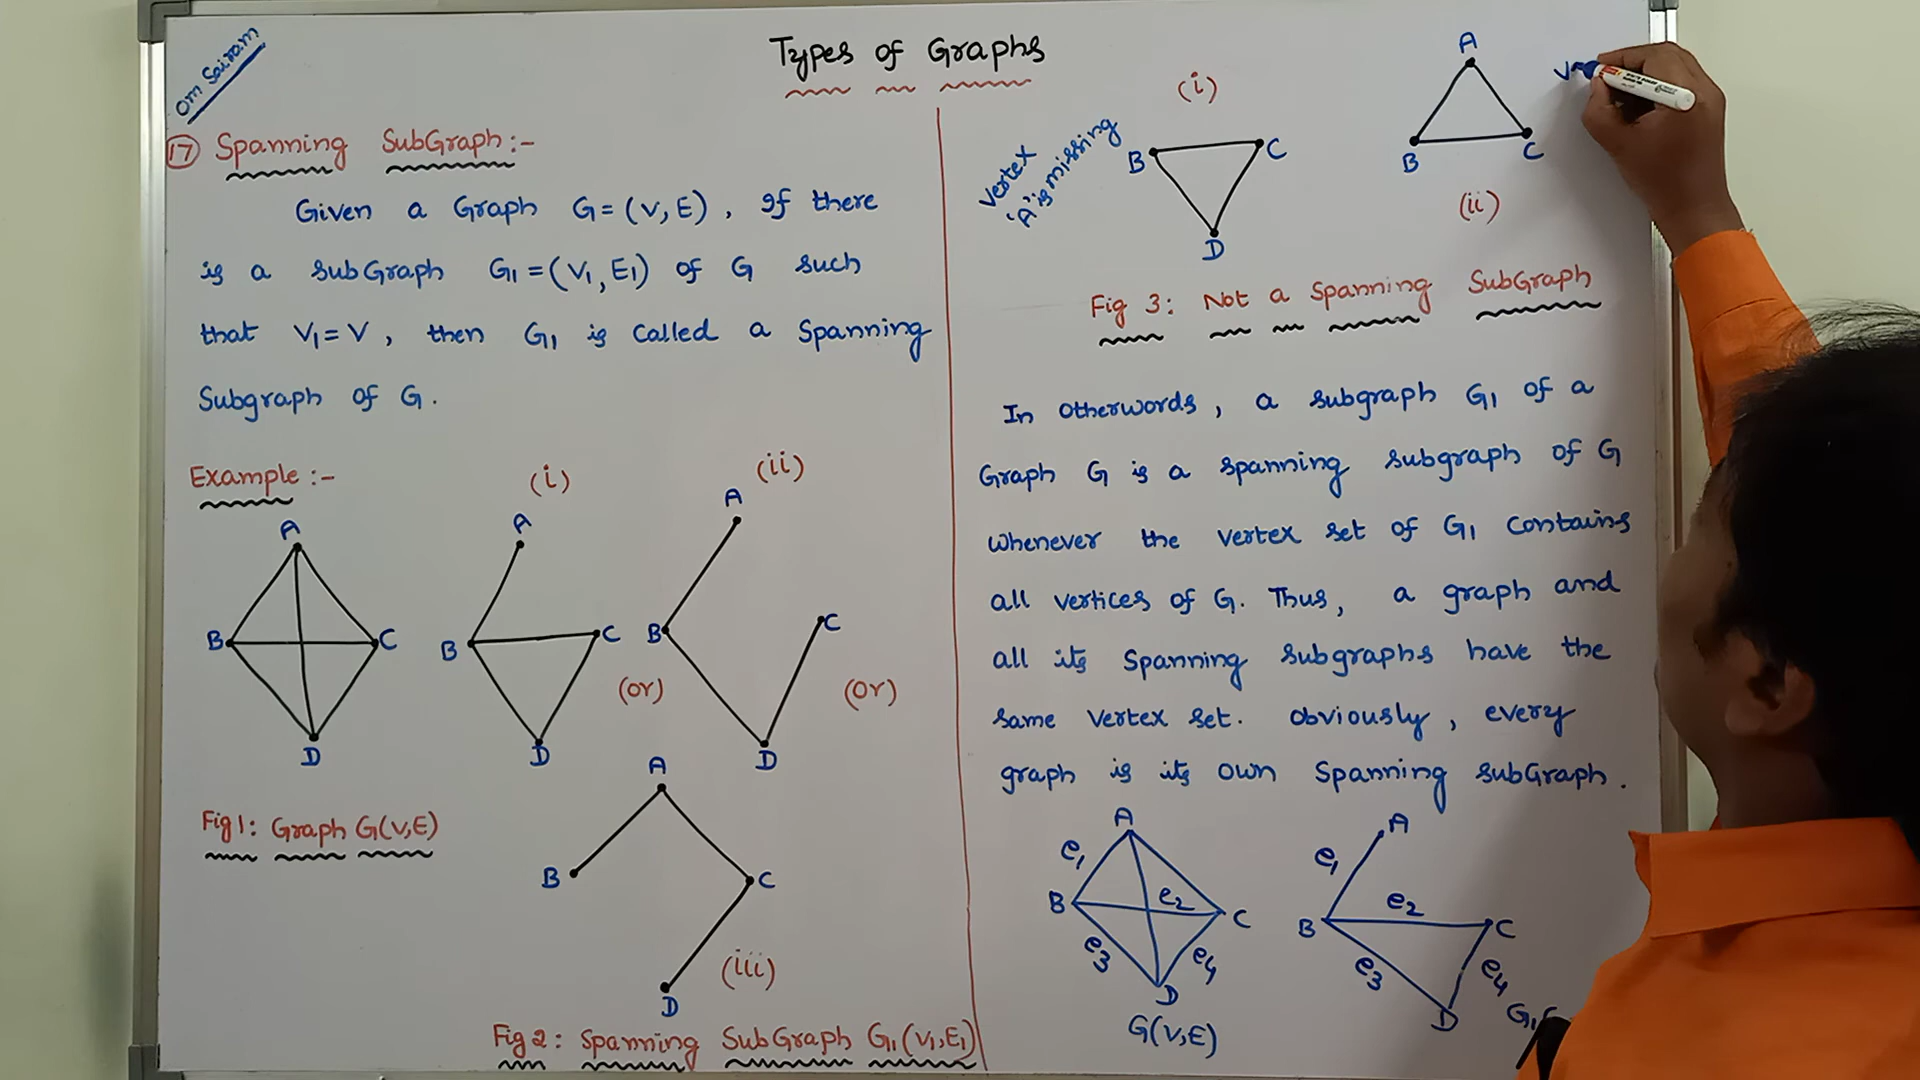 Om Sairam
Types of Graphs
17 Spanning SubGraph:-
Given a Graph G=(V,E), If there
is a subGraph G1=(V1,E1) of G such
that V1=V, then G1 is called a Spanning
Subgraph of G.
Example:-
A
B
C
D
Fig 1: Graph G(V,E)
(i)
A
B
C
D
(or)
(ii)
A
B
C
D
(or)
A
B
C
D
(iii)
Fig 2: Spanning SubGraph G1(V1,E1)
(i)
Vertex
"A" is missing
B
C
D
A
B
C
(ii)
Fig 3: Not a Spanning SubGraph
In otherwords, a subgraph G1 of a
Graph G is a spanning subgraph of G
whenever the vertex set of G1 contains
all vertices of G. Thus, a graph and
all its Spanning subgraphs have the
same vertex set. Obviously, every
graph is its own Spanning subGraph.
A
e1
B
e2
C
e3
e4
D
G(V,E)
A
e1
B
e2
C
e3
e4
D